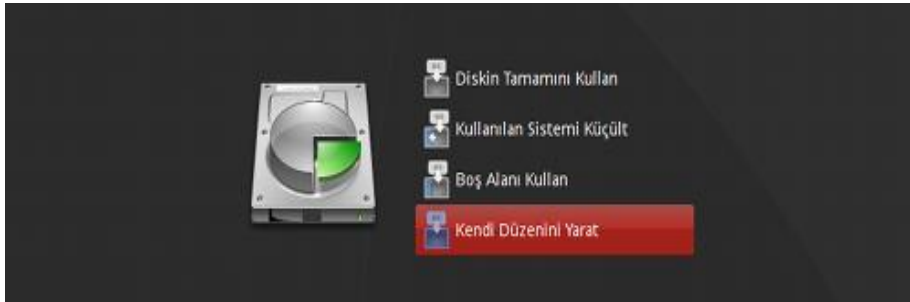 Diskin Tamamını Kullan
Kullanılan Sistemi Küçült
Boş Alanı Kullan
Kendi Düzenini Yarat